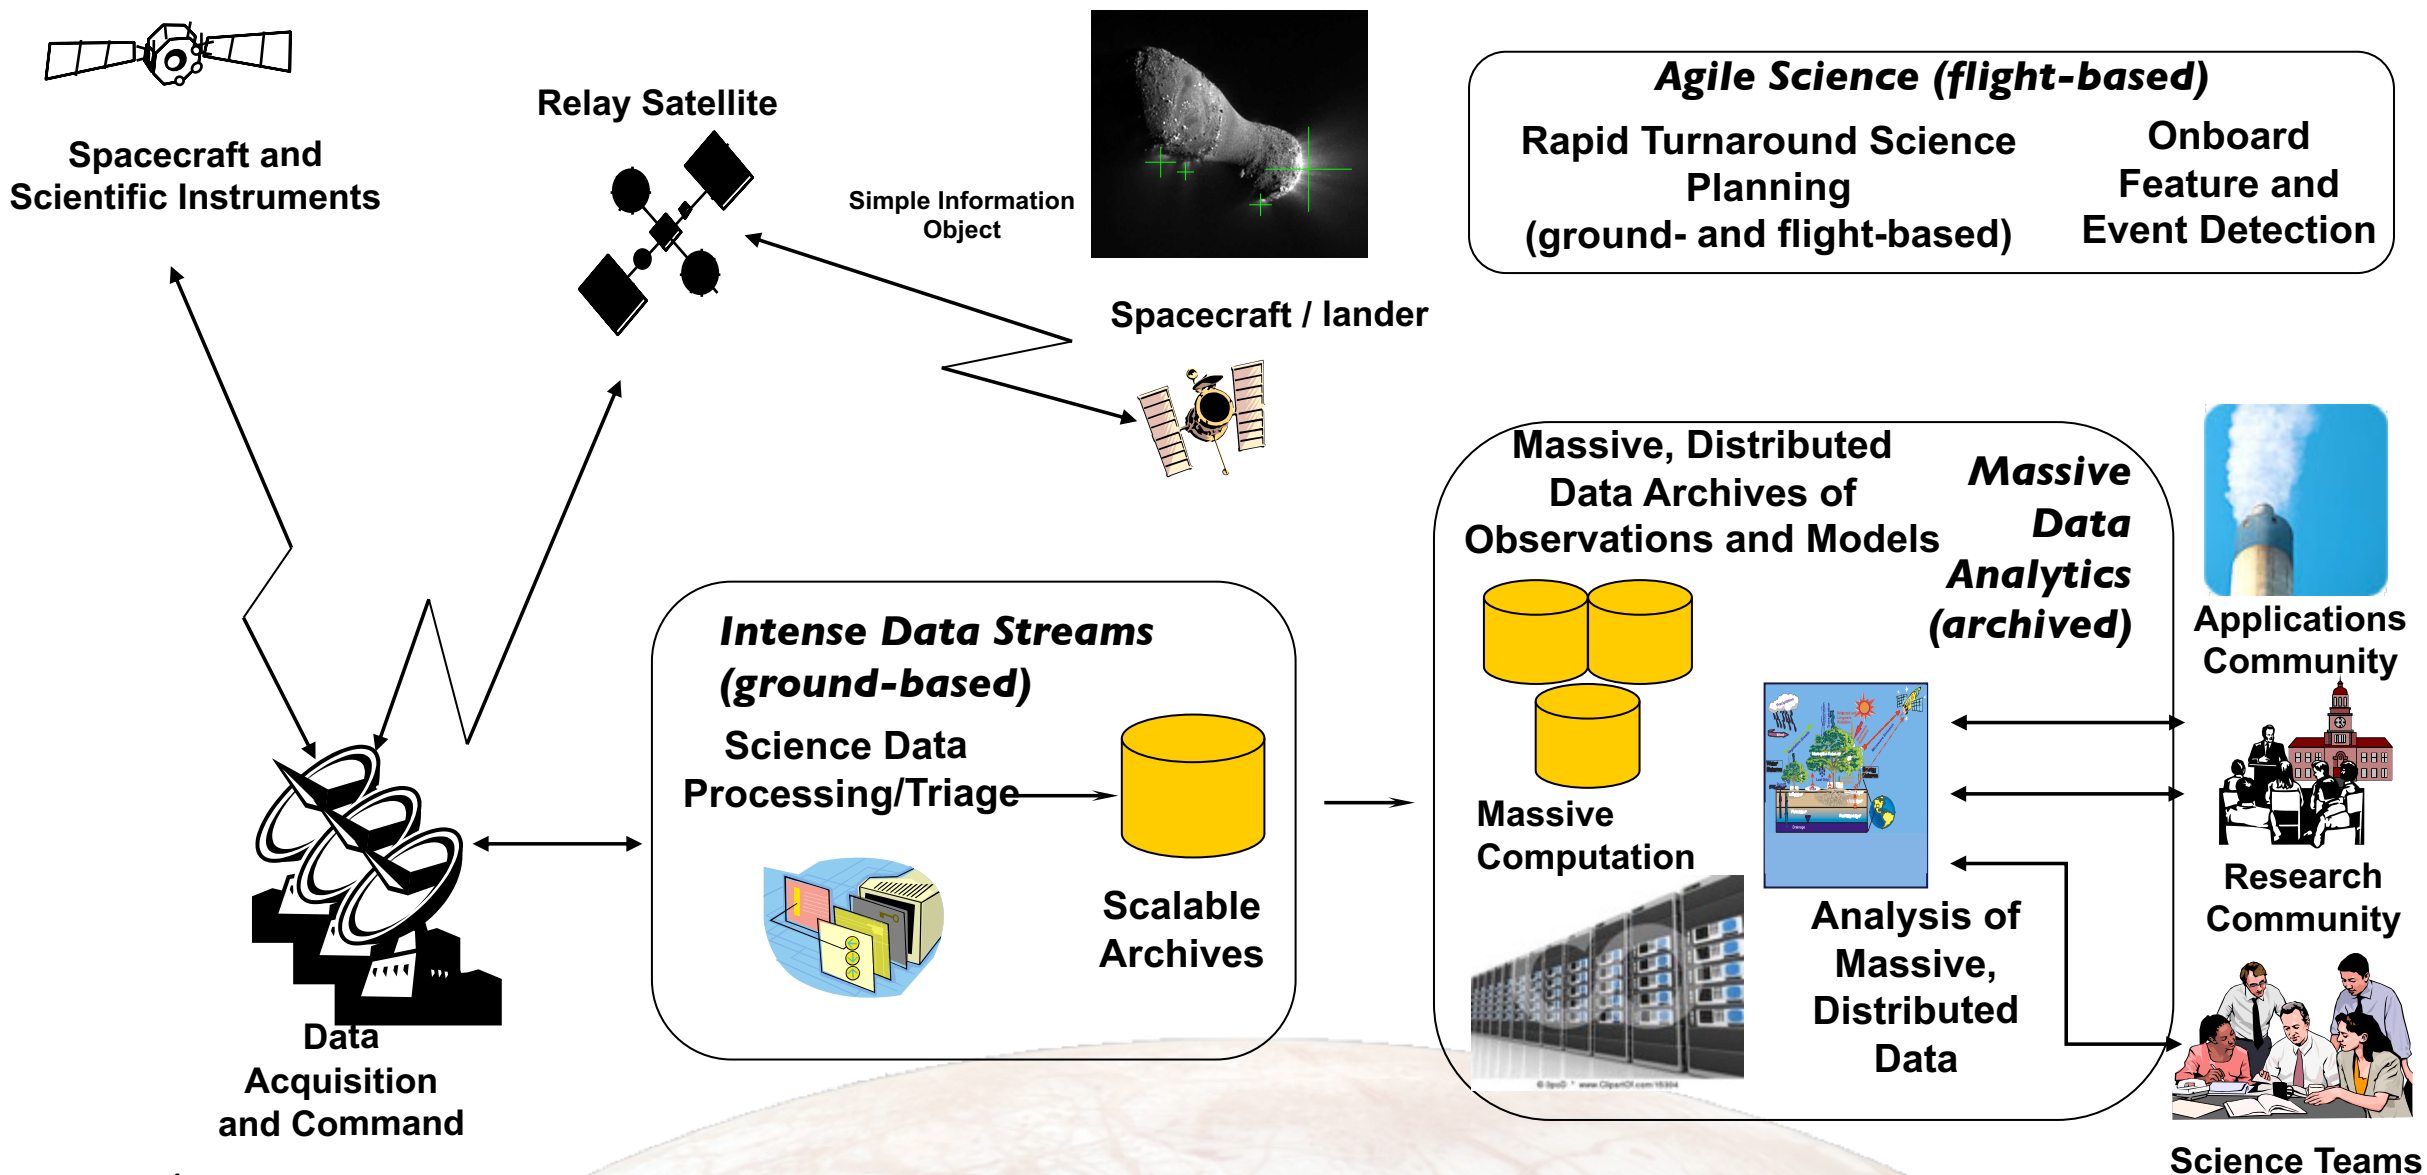 Spacecraft and
Scientific Instruments
Relay Satellite
Simple Information
Object
Spacecraft / lander
Agile Science (flight-based)
Rapid Turnaround Science
Planning
(ground- and flight-based)
Onboard
Feature and
Event Detection
Data
Acquisition
and Command
Intense Data Streams
(ground-based)
Science Data
Processing/Triage
Scalable
Archives
Massive, Distributed
Data Archives of
Observations and Models
Massive
Data
Analytics
(archived)
Massive
Computation
Analysis of
Massive,
Distributed
Data
Applications
Community
Research
Community
Science Teams